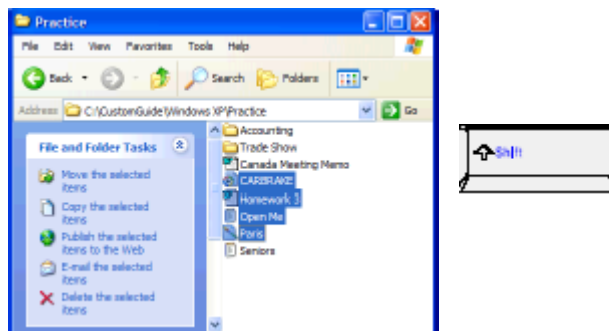 Practice
File Edit View Favorites Tools Help
Back Search Folders
Address C:\CustomGuide\Windows XP\Practice Go
File and Folder Tasks
Move the selected
items
Copy the selected
items
Publish the selected
items to the Web
E-mail the selected
items
Delete the selected
items
Accounting
Trade Show
Canada Meeting Memo
CARBRAKE
Homework 3
Open Me
Paris
Seniors
Shift